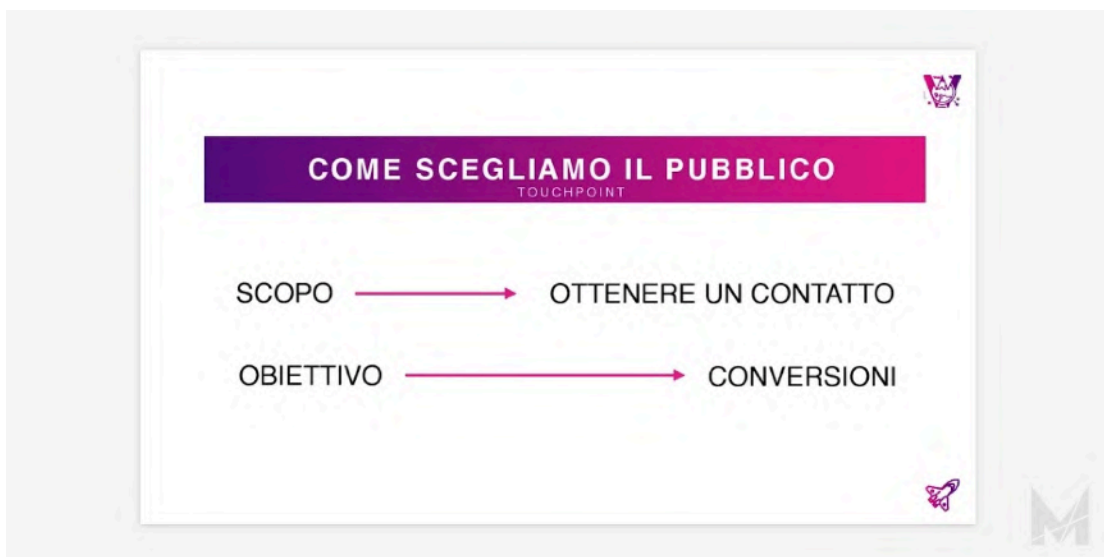 COME SCEGLIAMO IL PUBBLICO
TOUCHPOINT
SCOPO OTTENERE UN CONTATTO
OBIETTIVO CONVERSIONI